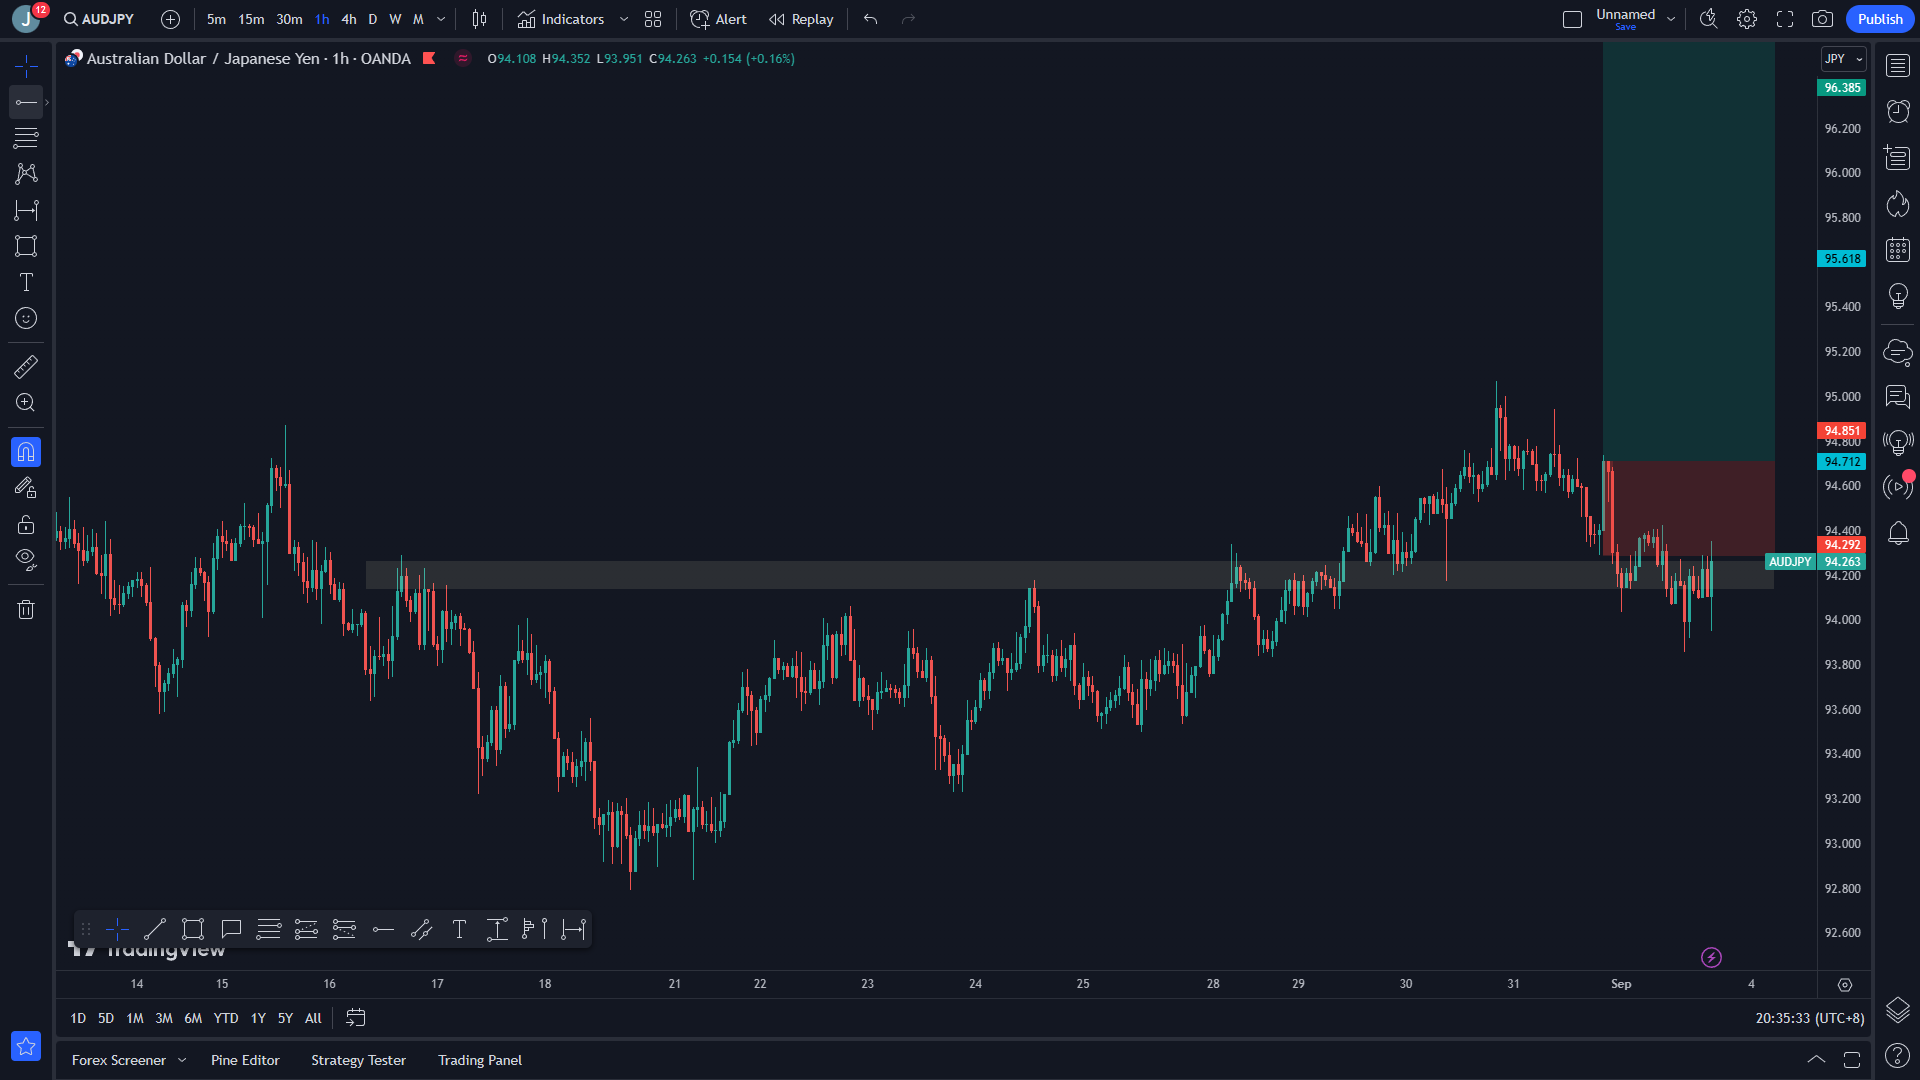 J 12 AUDJPY 5m 15m 30m 1h 4h D W M Indicators Alert Replay Unnamed Save Publish
Australian Dollar / Japanese Yen · 1h · OANDA O94.108 H94.352 L93.951 C94.263 +0.154 (+0.16%)
JPY
96.385
96.200
96.000
95.800
95.618
95.400
95.200
95.000
94.851
94.800
94.712
94.600
94.400
94.292
AUDJPY 94.263
94.200
94.000
93.800
93.600
93.400
93.200
93.000
92.800
92.600
TradingView
14 15 16 17 18 21 22 23 24 25 28 29 30 31 Sep 4
1D 5D 1M 3M 6M YTD 1Y 5Y All 20:35:33 (UTC+8)
Forex Screener Pine Editor Strategy Tester Trading Panel